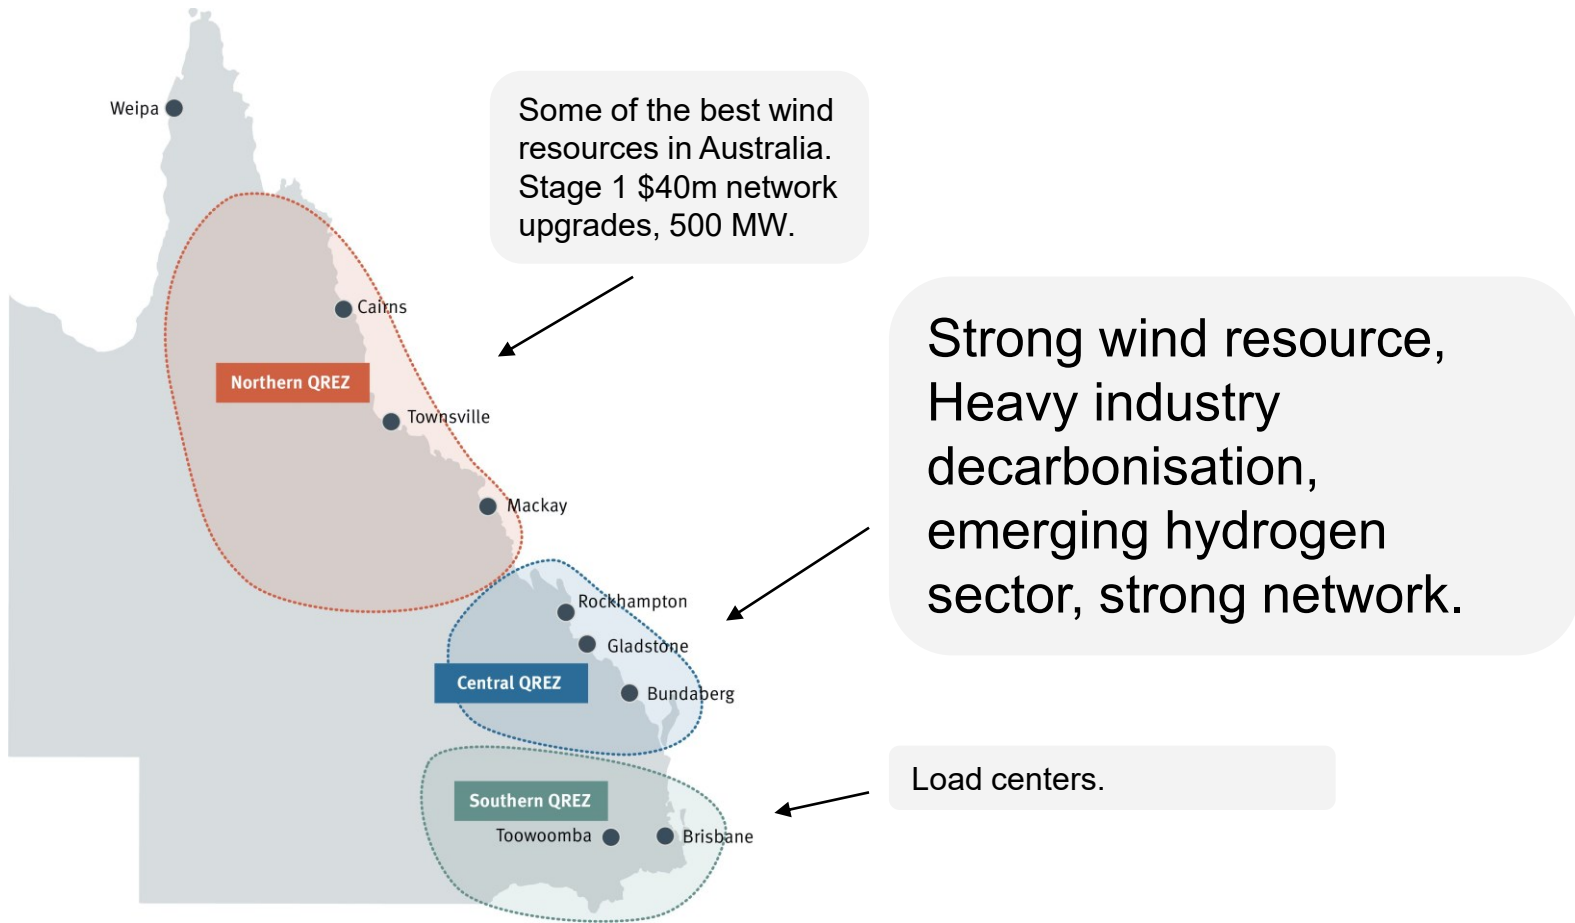 Weipa
Some of the best wind
resources in Australia.
Stage 1 $40m network
upgrades, 500 MW.
Cairns
Northern QREZ
Townsville
Mackay
Strong wind resource,
Heavy industry
decarbonisation,
emerging hydrogen
sector, strong network.
Rockhampton
Gladstone
Central QREZ
Bundaberg
Load centers.
Southern QREZ
Toowoomba
Brisbane